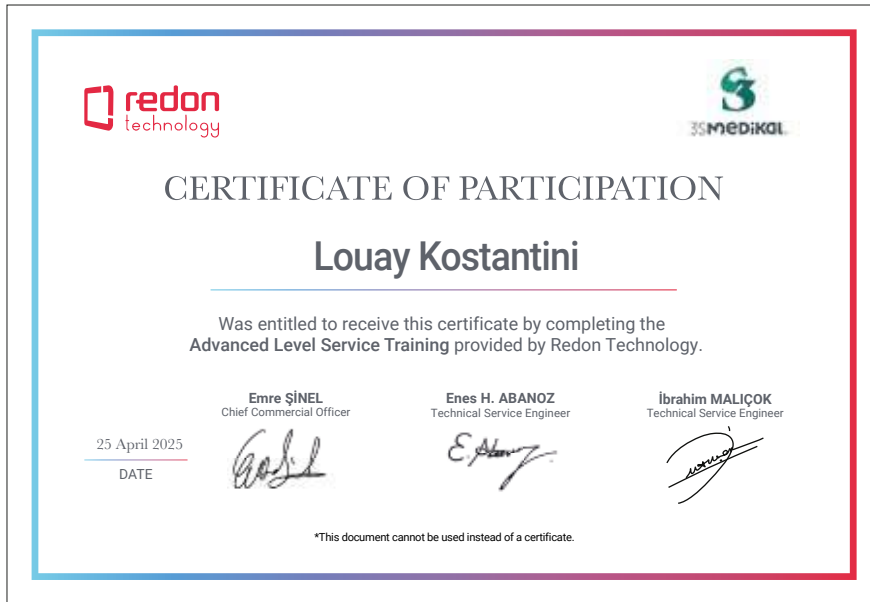 redon
technology
3SMEDİKAL
CERTIFICATE OF PARTICIPATION
Louay Kostantini
Was entitled to receive this certificate by completing the
Advanced Level Service Training provided by Redon Technology.
Emre ŞİNEL
Chief Commercial Officer
Enes H. ABANOZ
Technical Service Engineer
İbrahim MALIÇOK
Technical Service Engineer
25 April 2025
DATE
E. Abanoz
*This document cannot be used instead of a certificate.